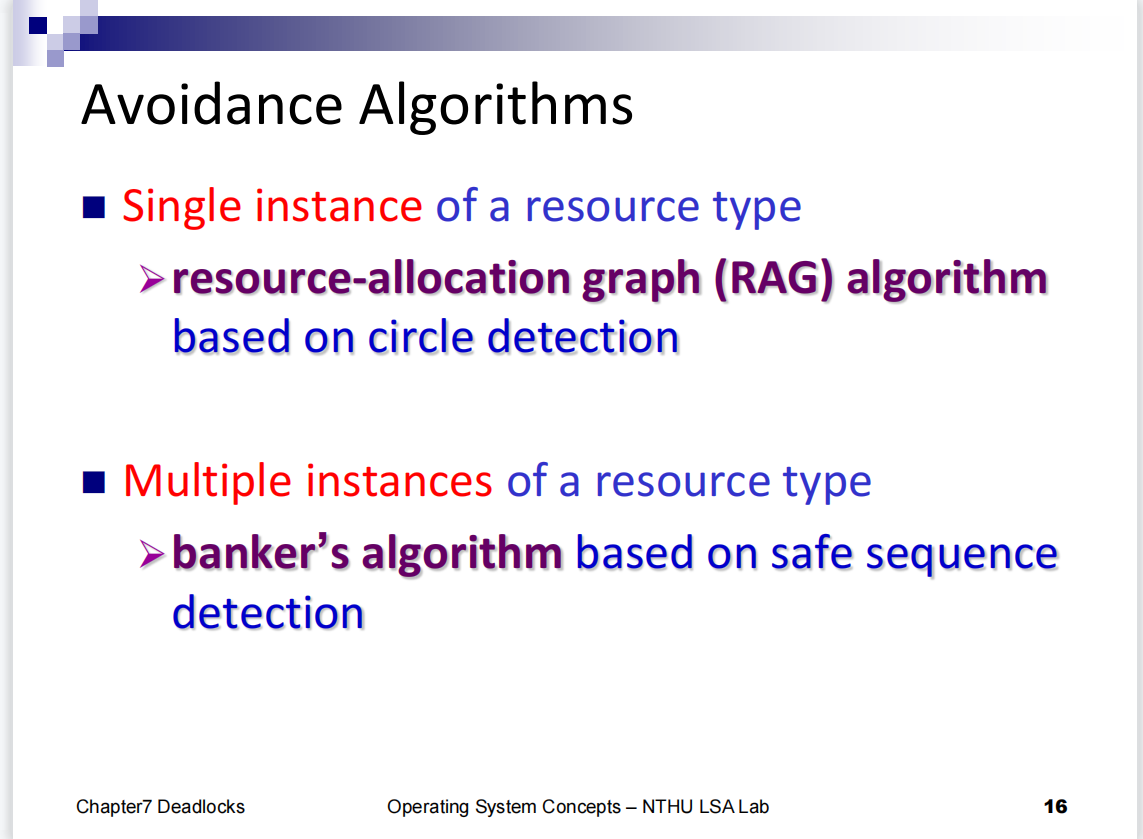 Avoidance Algorithms
Single instance of a resource type
resource-allocation graph (RAG) algorithm
based on circle detection
Multiple instances of a resource type
banker’s algorithm based on safe sequence
detection
Chapter7 Deadlocks
Operating System Concepts – NTHU LSA Lab
16